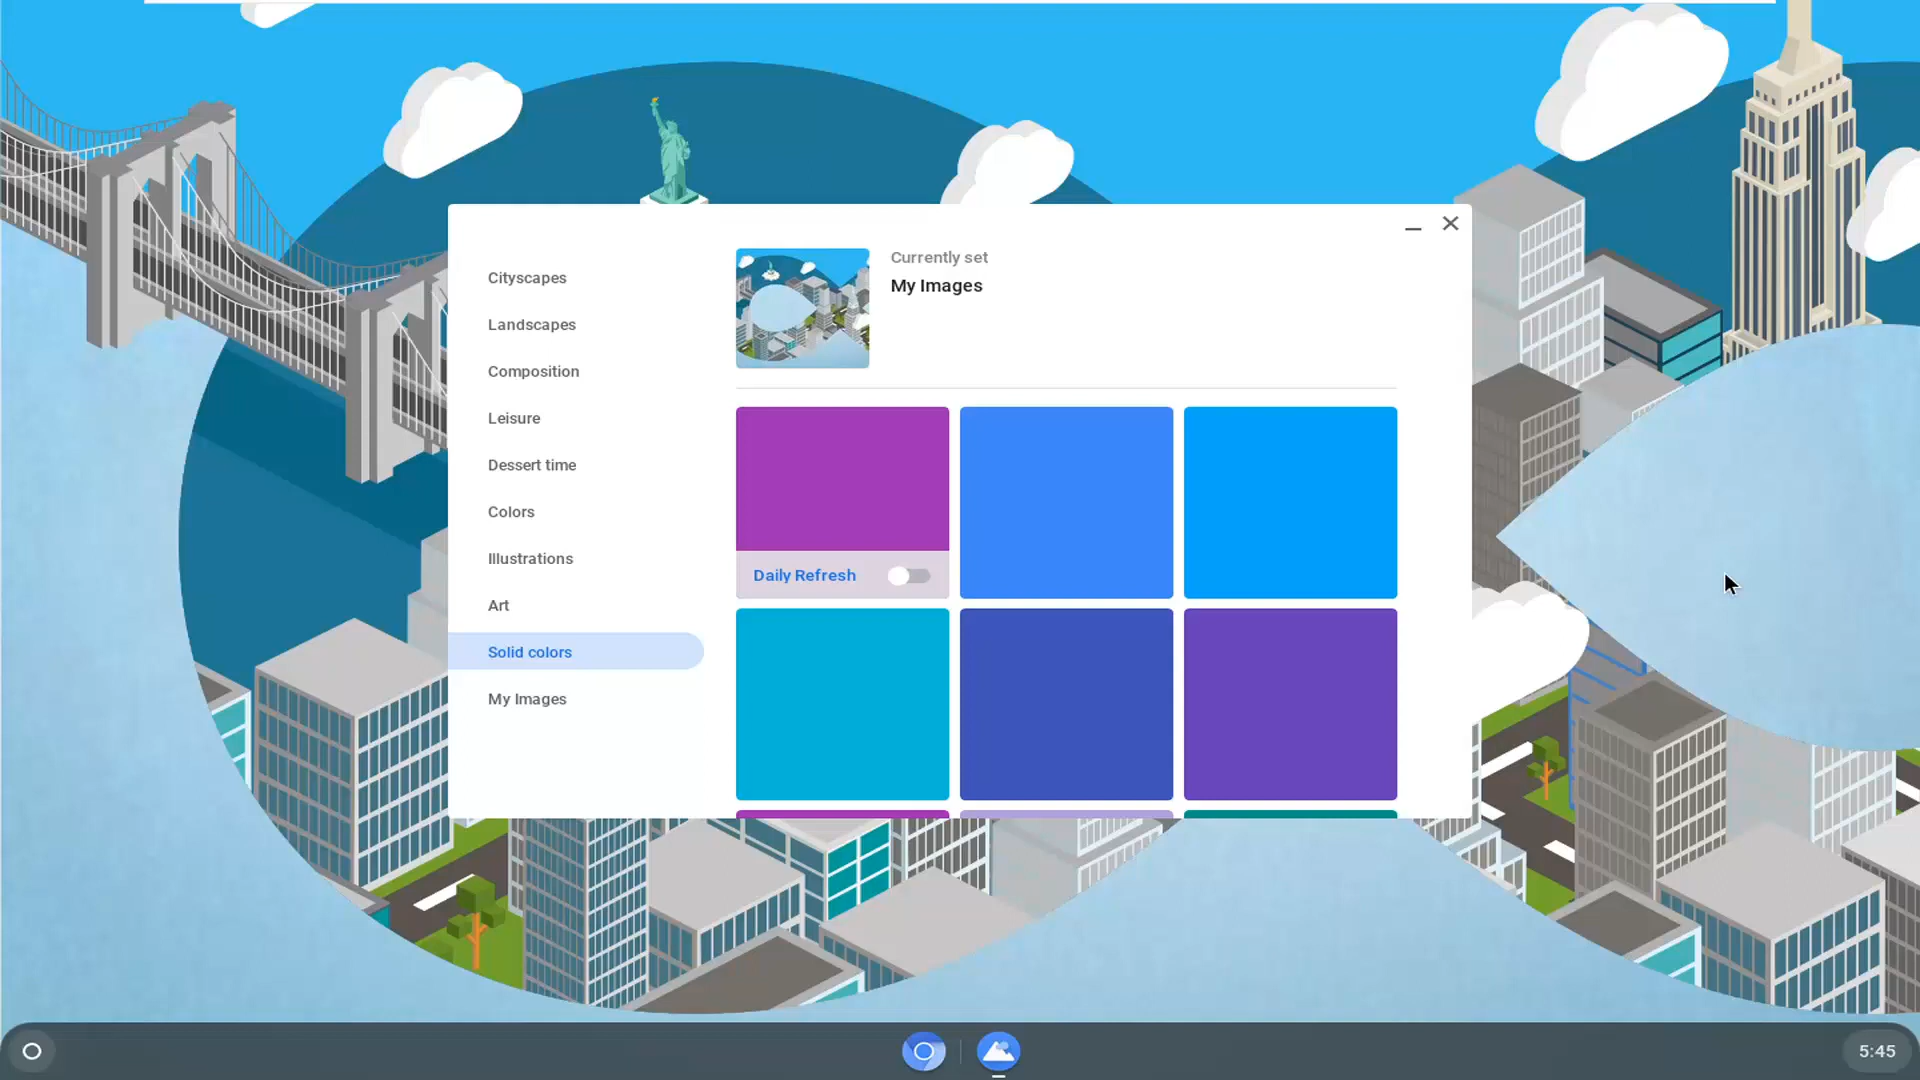 Currently set
My Images
Cityscapes
Landscapes
Composition
Leisure
Dessert time
Colors
Illustrations
Art
Solid colors
My Images
Daily Refresh
5:45